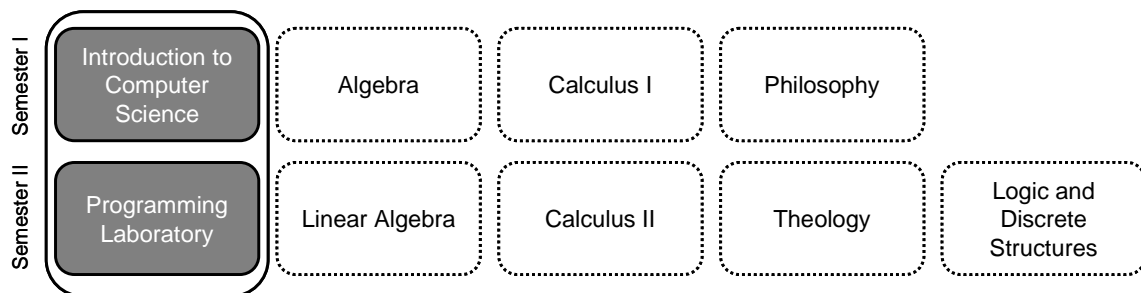 Semester I
Introduction to
Computer
Science
Algebra
Calculus I
Philosophy
Semester II
Programming
Laboratory
Linear Algebra
Calculus II
Theology
Logic and
Discrete
Structures